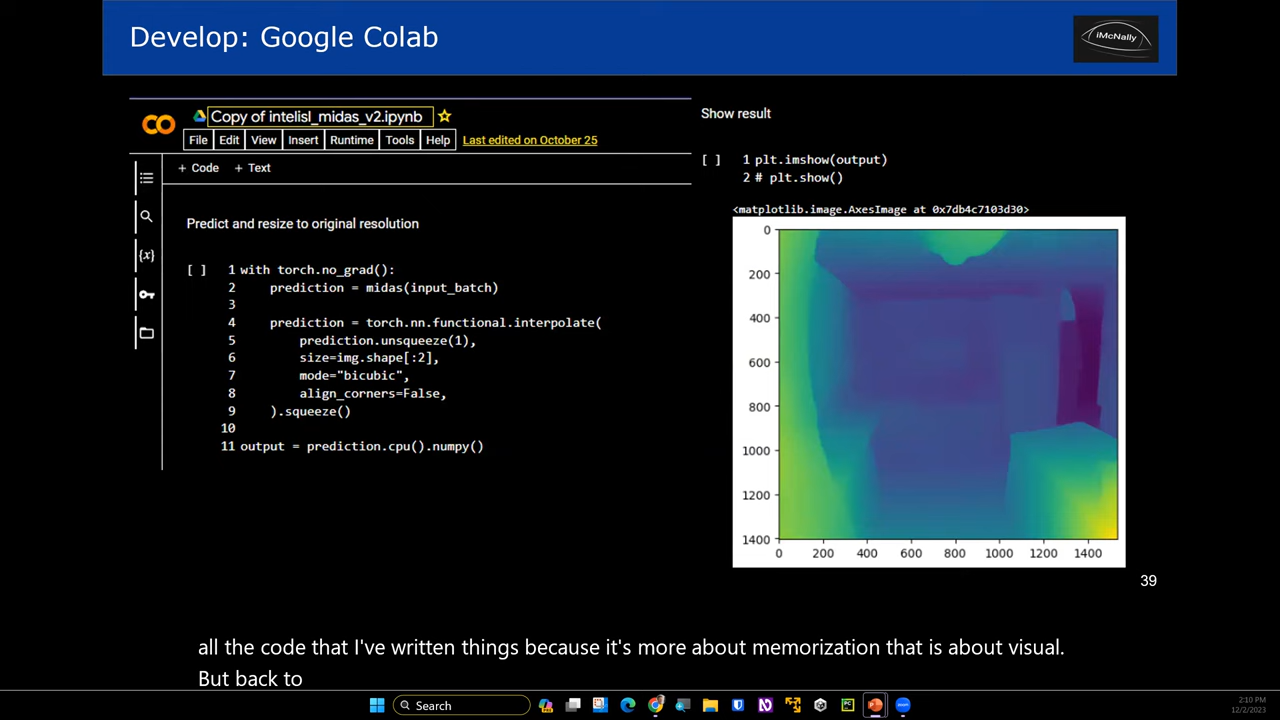 Develop: Google Colab
iMcNally
Copy of intelisl_midas_v2.ipynb
File Edit View Insert Runtime Tools Help Last edited on October 25
+ Code + Text
{x}
Predict and resize to original resolution
[ ] 1 with torch.no_grad():
2 prediction = midas(input_batch)
3
4 prediction = torch.nn.functional.interpolate(
5 prediction.unsqueeze(1),
6 size=img.shape[:2],
7 mode="bicubic",
8 align_corners=False,
9 ).squeeze()
10
11 output = prediction.cpu().numpy()
Show result
[ ] 1 plt.imshow(output)
2 # plt.show()
<matplotlib.image.AxesImage at 0x7db4c7103d30>
0
200
400
600
800
1000
1200
1400
0 200 400 600 800 1000 1200 1400
39
all the code that I've written things because it's more about memorization that is about visual.
But back to
Search
2:10 PM
12/2/2023